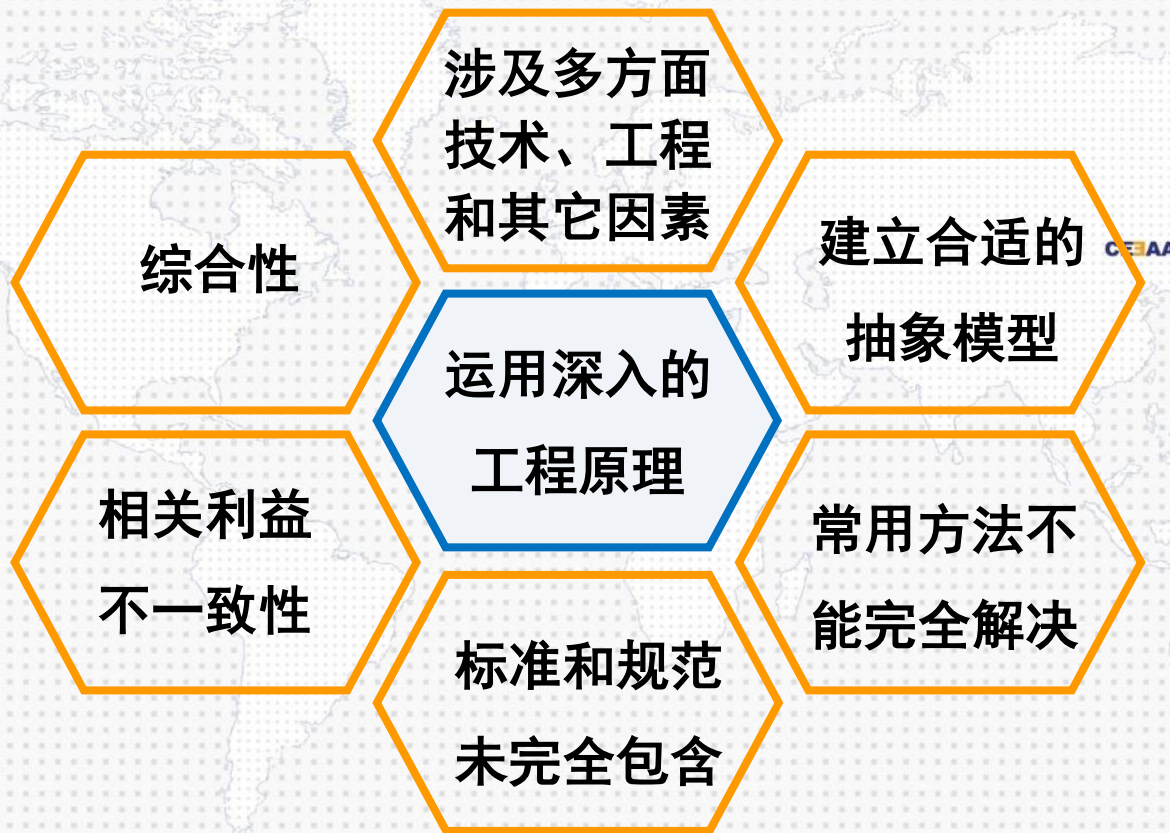 涉及多方面
技术、工程
和其它因素
综合性
建立合适的
抽象模型
CEEAA
运用深入的
工程原理
相关利益
不一致性
常用方法不
能完全解决
标准和规范
未完全包含